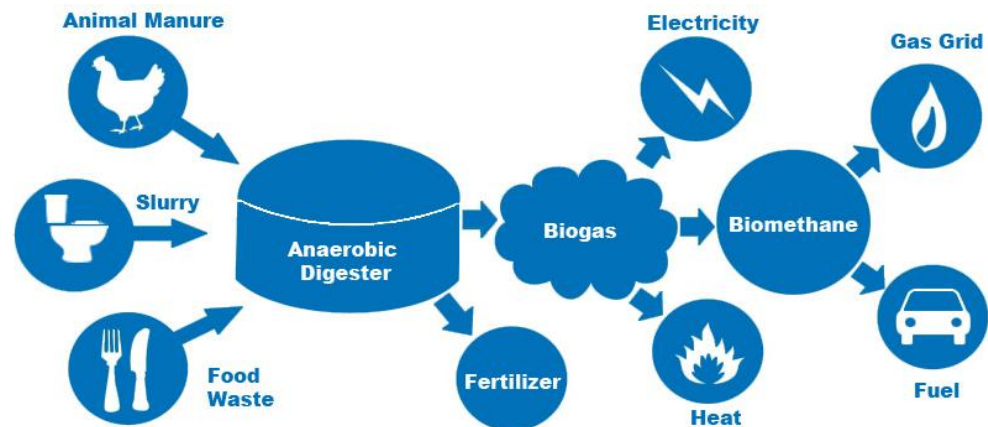 Animal Manure
Electricity
Gas Grid
Slurry
Anaerobic
Digester
Biogas
Biomethane
Food
Waste
Fertilizer
Heat
Fuel